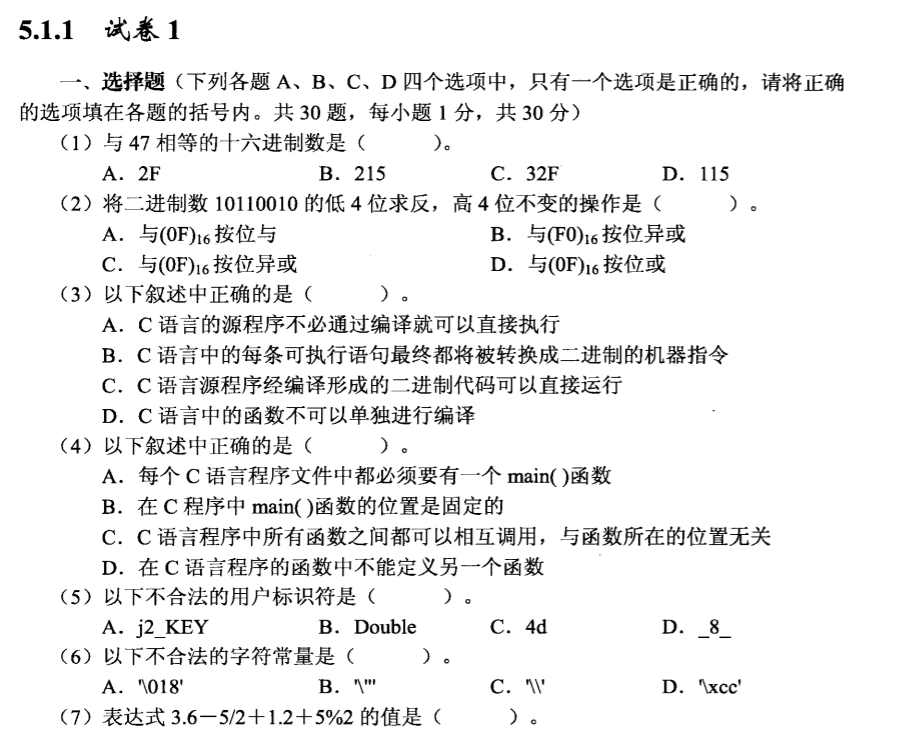 5.1.1 试卷 1
一、选择题（下列各题 A、B、C、D 四个选项中，只有一个选项是正确的，请将正确
的选项填在各题的括号内。共 30 题，每小题 1 分，共 30 分）
（1）与 47 相等的十六进制数是（ ）。
A．2F B．215 C．32F D．115
（2）将二进制数 10110010 的低 4 位求反，高 4 位不变的操作是（ ）。
A．与(0F)₁₆按位与 B．与(F0)₁₆按位异或
C．与(0F)₁₆按位异或 D．与(0F)₁₆按位或
（3）以下叙述中正确的是（ ）。
A．C 语言的源程序不必通过编译就可以直接执行
B．C 语言中的每条可执行语句最终都将被转换成二进制的机器指令
C．C 语言源程序经编译形成的二进制代码可以直接运行
D．C 语言中的函数不可以单独进行编译
（4）以下叙述中正确的是（ ）。
A．每个 C 语言程序文件中都必须要有一个 main( )函数
B．在 C 程序中 main( )函数的位置是固定的
C．C 语言程序中所有函数之间都可以相互调用，与函数所在的位置无关
D．在 C 语言程序的函数中不能定义另一个函数
（5）以下不合法的用户标识符是（ ）。
A．j2_KEY B．Double C．4d D．_8_
（6）以下不合法的字符常量是（ ）。
A．'\018' B．'\"' C．'\\' D．'\xcc'
（7）表达式 3.6－5/2＋1.2＋5%2 的值是（ ）。